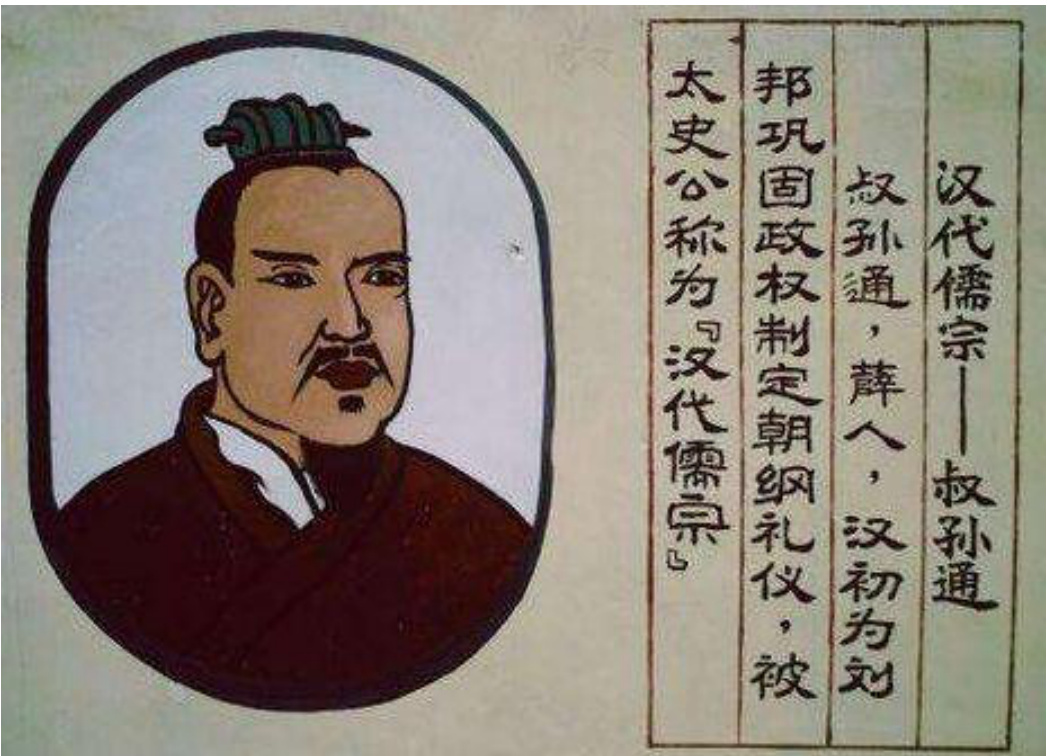 汉代儒宗——叔孙通
叔孙通，薛人，汉初为刘
邦巩固政权制定朝纲礼仪，被
太史公称为『汉代儒宗』